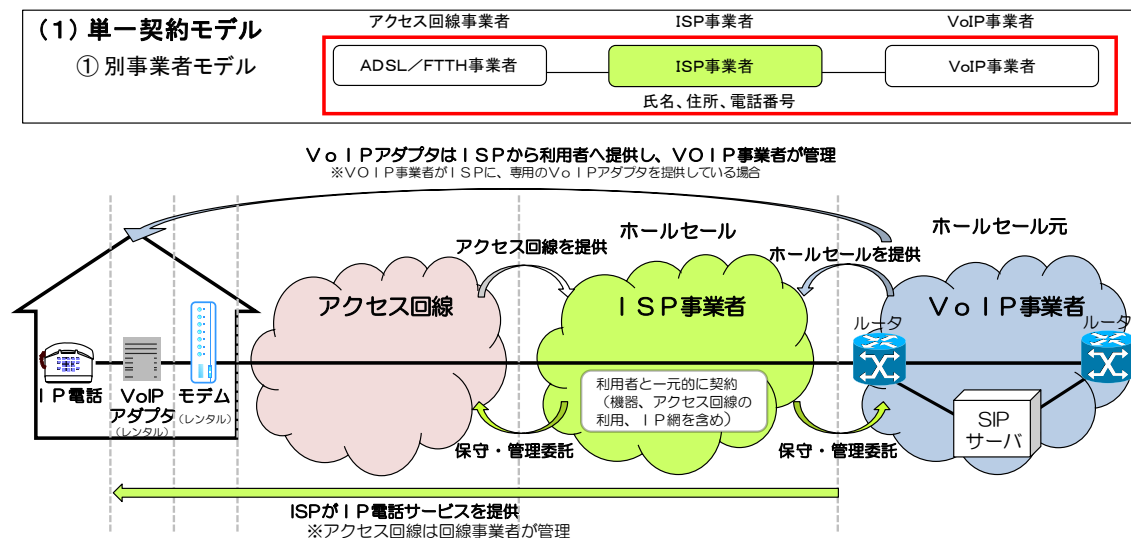 (1) 単一契約モデル
① 別事業者モデル
アクセス回線事業者
ISP事業者
VoIP事業者
ADSL/FTTH事業者
ISP事業者
VoIP事業者
氏名、住所、電話番号
VoIPアダプタはISPから利用者へ提供し、VOIP事業者が管理
※VOIP事業者がISPに、専用のVoIPアダプタを提供している場合
ホールセール
ホールセール元
アクセス回線を提供
ホールセールを提供
アクセス回線
ISP事業者
VoIP事業者
ルータ
ルータ
IP電話
VoIP
アダプタ
(レンタル)
モデム
(レンタル)
利用者と一元的に契約
(機器、アクセス回線の
利用、IP網を含め)
SIP
サーバ
保守・管理委託
保守・管理委託
ISPがIP電話サービスを提供
※アクセス回線は回線事業者が管理